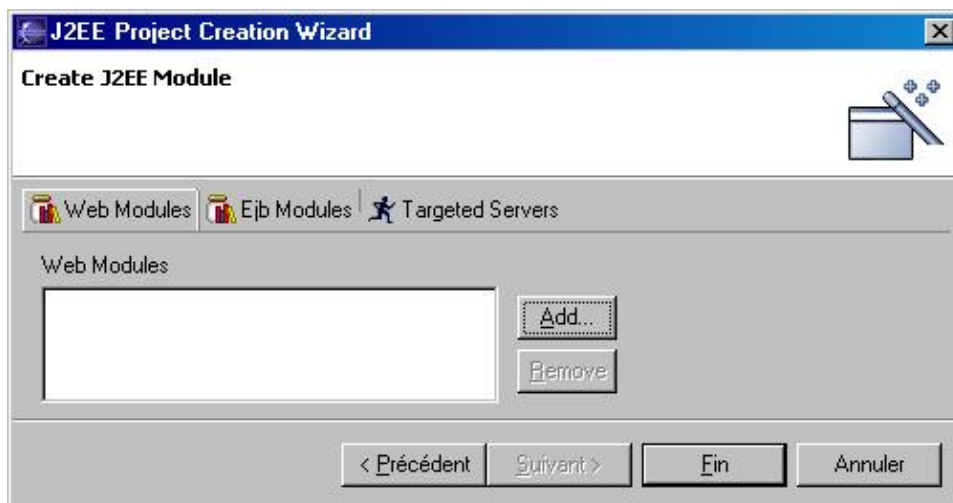 J2EE Project Creation Wizard
Create J2EE Module
Web Modules Ejb Modules Targeted Servers
Web Modules
Add...
Remove
< Précédent Suivant > Fin Annuler